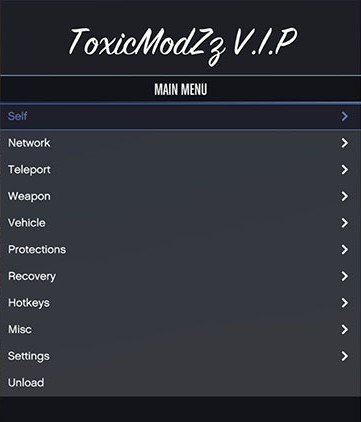 ToxicModZz V.I.P
MAIN MENU
Self
Network
Teleport
Weapon
Vehicle
Protections
Recovery
Hotkeys
Misc
Settings
Unload